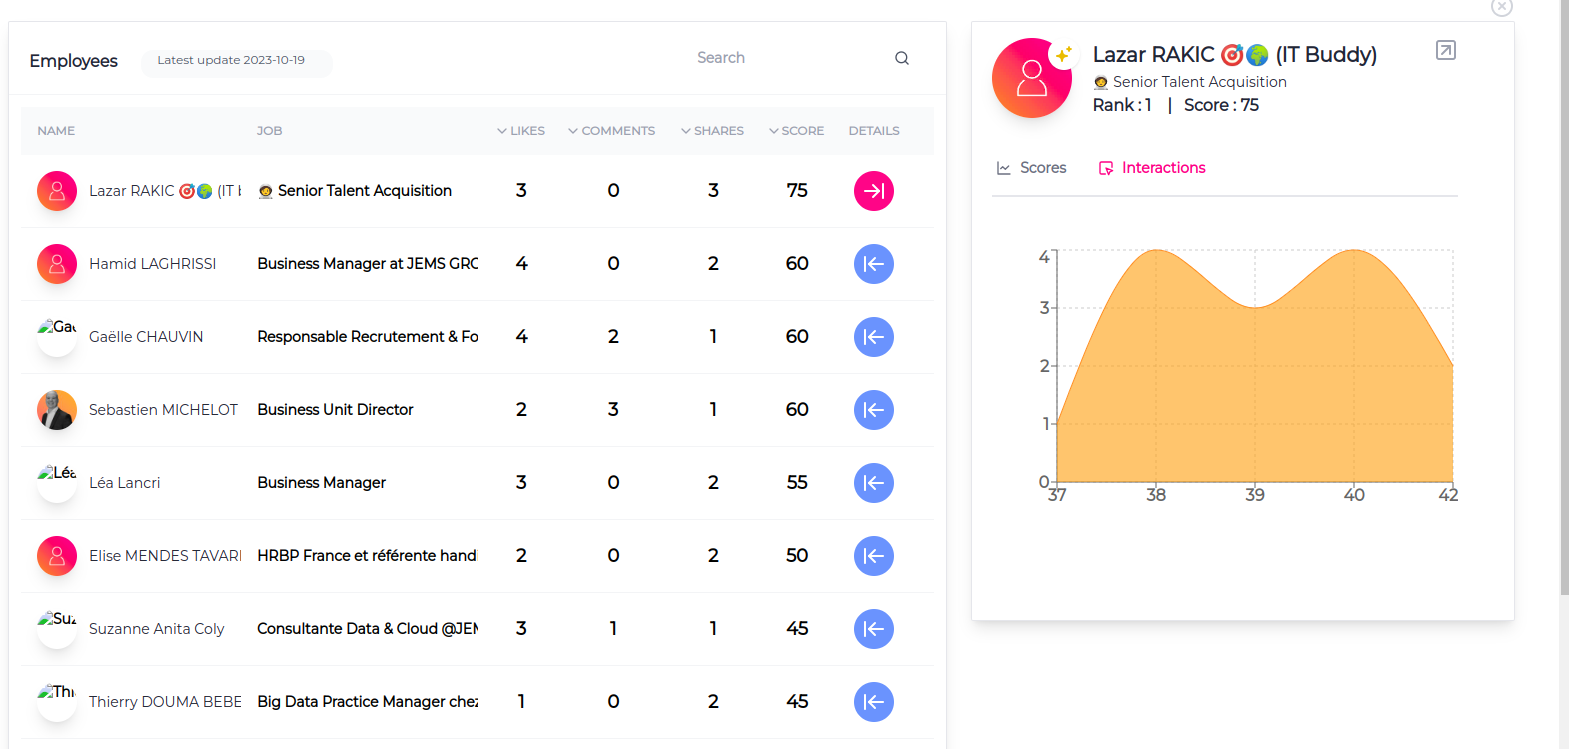 Employees
Latest update 2023-10-19
Search
NAME JOB LIKES COMMENTS SHARES SCORE DETAILS
Lazar RAKIC 🎯🌍 (IT 🧑‍🚀 Senior Talent Acquisition 3 0 3 75
Hamid LAGHRISSI Business Manager at JEMS GRO 4 0 2 60
Gaë Gaëlle CHAUVIN Responsable Recrutement & Fo 4 2 1 60
Sebastien MICHELOT Business Unit Director 2 3 1 60
Léa Léa Lancri Business Manager 3 0 2 55
Elise MENDES TAVAR HRBP France et référente hand 2 0 2 50
Suz Suzanne Anita Coly Consultante Data & Cloud @JEM 3 1 1 45
Thi Thierry DOUMA BEBE Big Data Practice Manager chez 1 0 2 45
Lazar RAKIC 🎯🌍 (IT Buddy)
🧑‍🚀 Senior Talent Acquisition
Rank : 1 | Score : 75
Scores Interactions
4
3
2
1
0
37 38 39 40 42